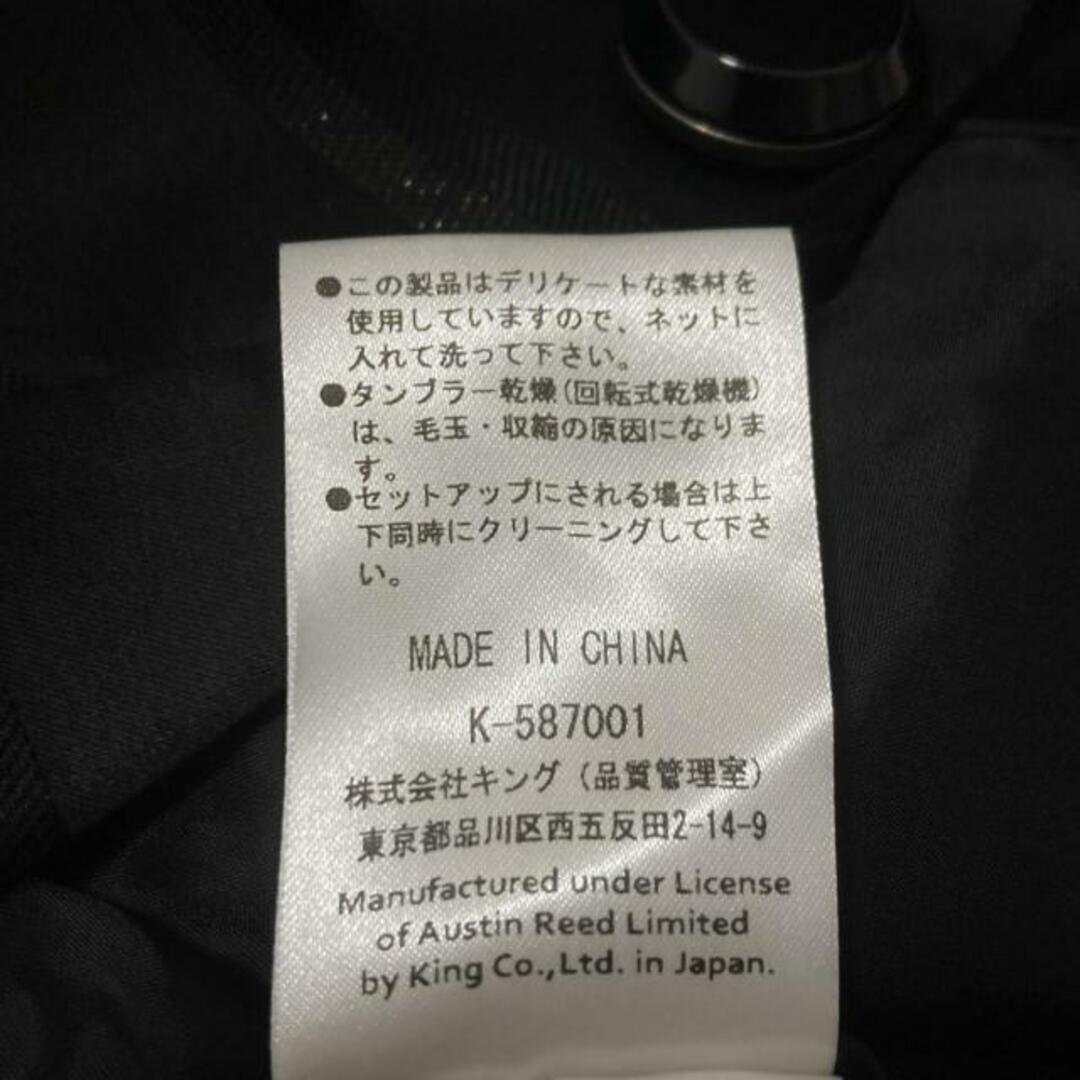 ●この製品はデリケートな素材を
使用していますので、ネットに
入れて洗って下さい。
●タンブラー乾燥(回転式乾燥機)
は、毛玉・収縮の原因になりま
す。
●セットアップにされる場合は上
下同時にクリーニングして下さ
い。
MADE IN CHINA
K-587001
株式会社キング(品質管理室)
東京都品川区西五反田2-14-9
Manufactured under License
of Austin Reed Limited
by King Co.,Ltd. in Japan.